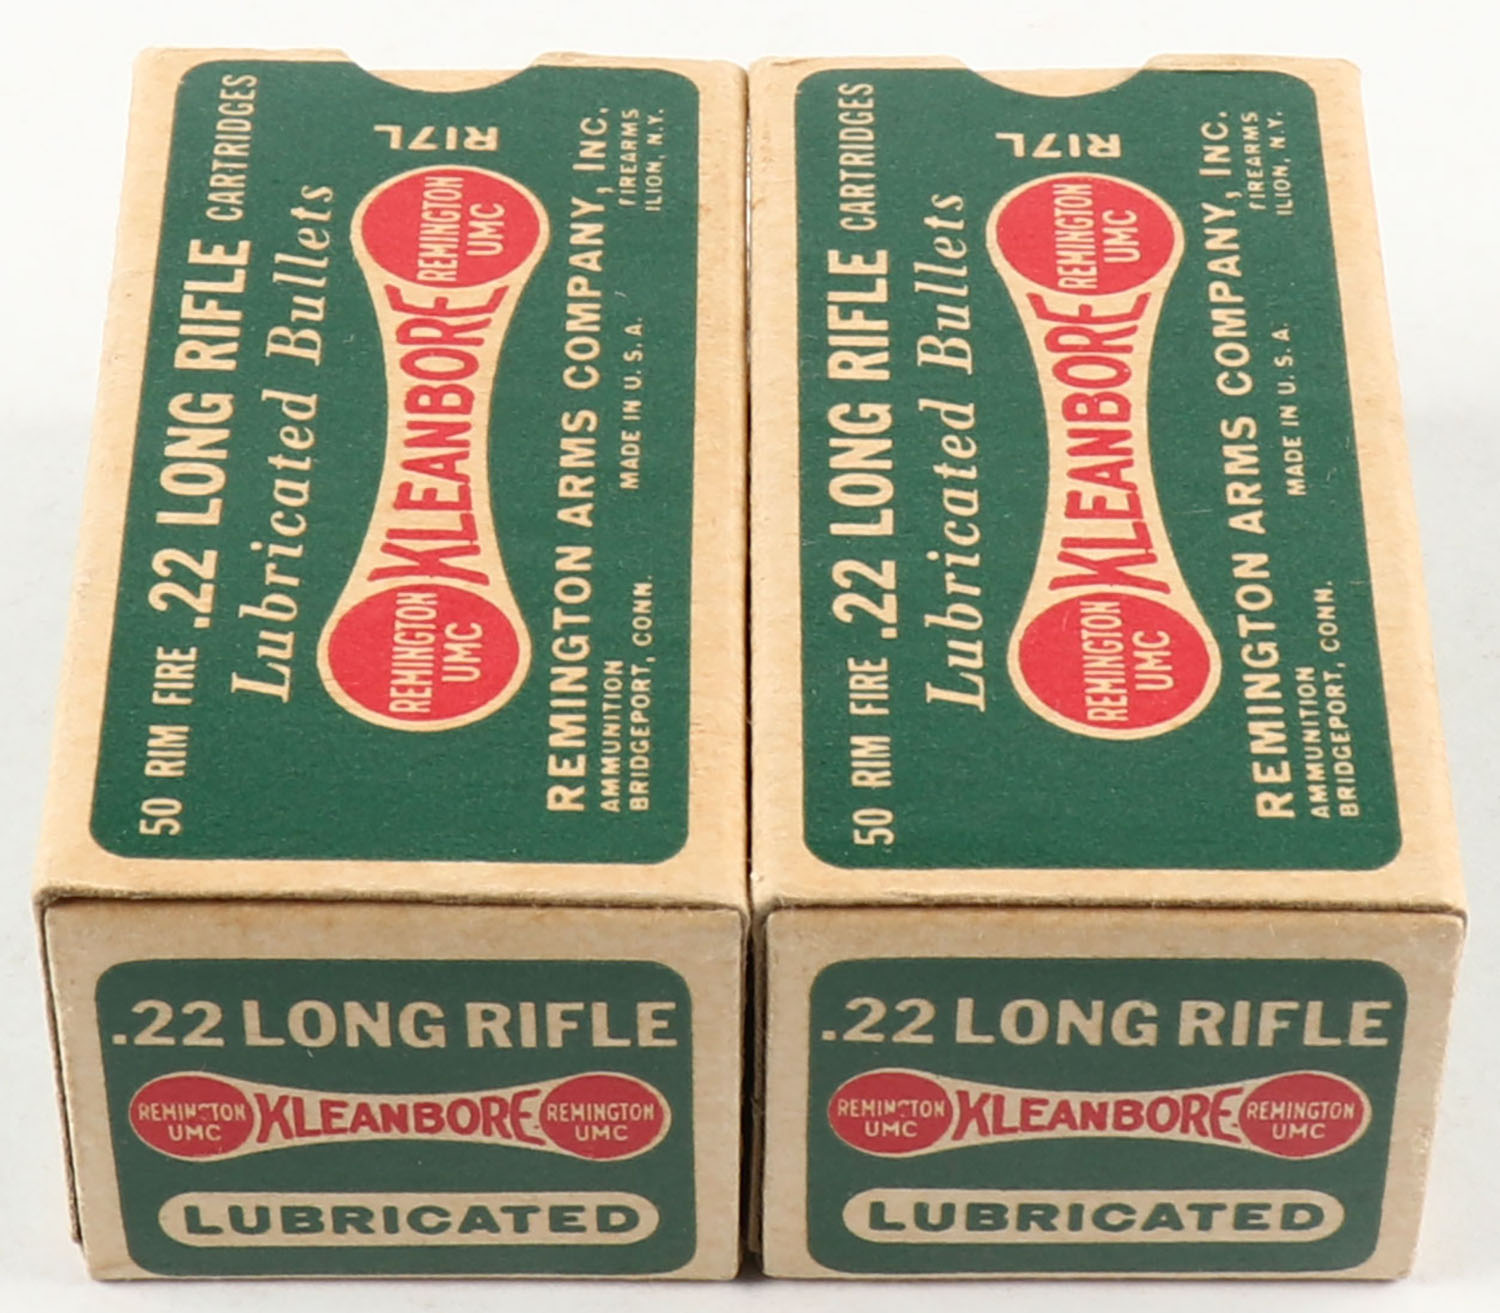 50 RIM FIRE .22 LONG RIFLE CARTRIDGES
Lubricated Bullets
R17L
REMINGTON
UMC
KLEANBORE
REMINGTON
UMC
REMINGTON ARMS COMPANY, INC.
AMMUNITION
BRIDGEPORT, CONN.
MADE IN U.S.A.
FIREARMS
ILION, N.Y.
50 RIM FIRE .22 LONG RIFLE CARTRIDGES
Lubricated Bullets
R17L
REMINGTON
UMC
KLEANBORE
REMINGTON
UMC
REMINGTON ARMS COMPANY, INC.
AMMUNITION
BRIDGEPORT, CONN.
MADE IN U.S.A.
FIREARMS
ILION, N.Y.
.22 LONG RIFLE
REMINGTON
UMC
KLEANBORE
REMINGTON
UMC
LUBRICATED
.22 LONG RIFLE
REMINGTON
UMC
KLEANBORE
REMINGTON
UMC
LUBRICATED